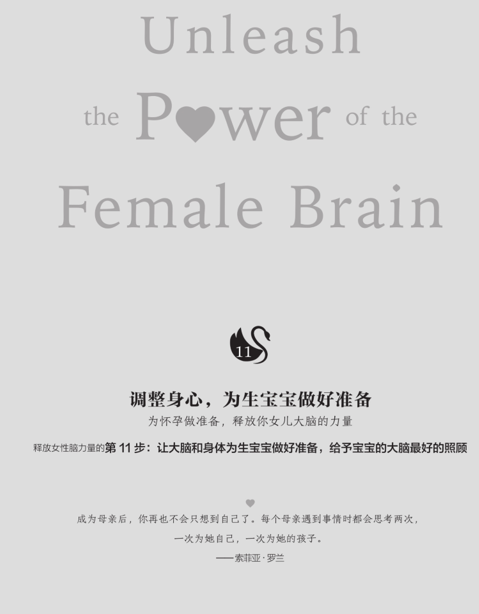 Unleash
the P♥wer of the
Female Brain
11
调整身心，为生宝宝做好准备
为怀孕做准备，释放你女儿大脑的力量
释放女性脑力量的第 11 步：让大脑和身体为生宝宝做好准备，给予宝宝的大脑最好的照顾
成为母亲后，你再也不会只想到自己了。每个母亲遇到事情时都会思考两次，
一次为她自己，一次为她的孩子。
——索菲亚·罗兰